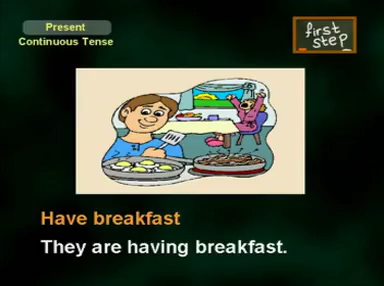 Present
Continuous Tense
first
step
Have breakfast
They are having breakfast.